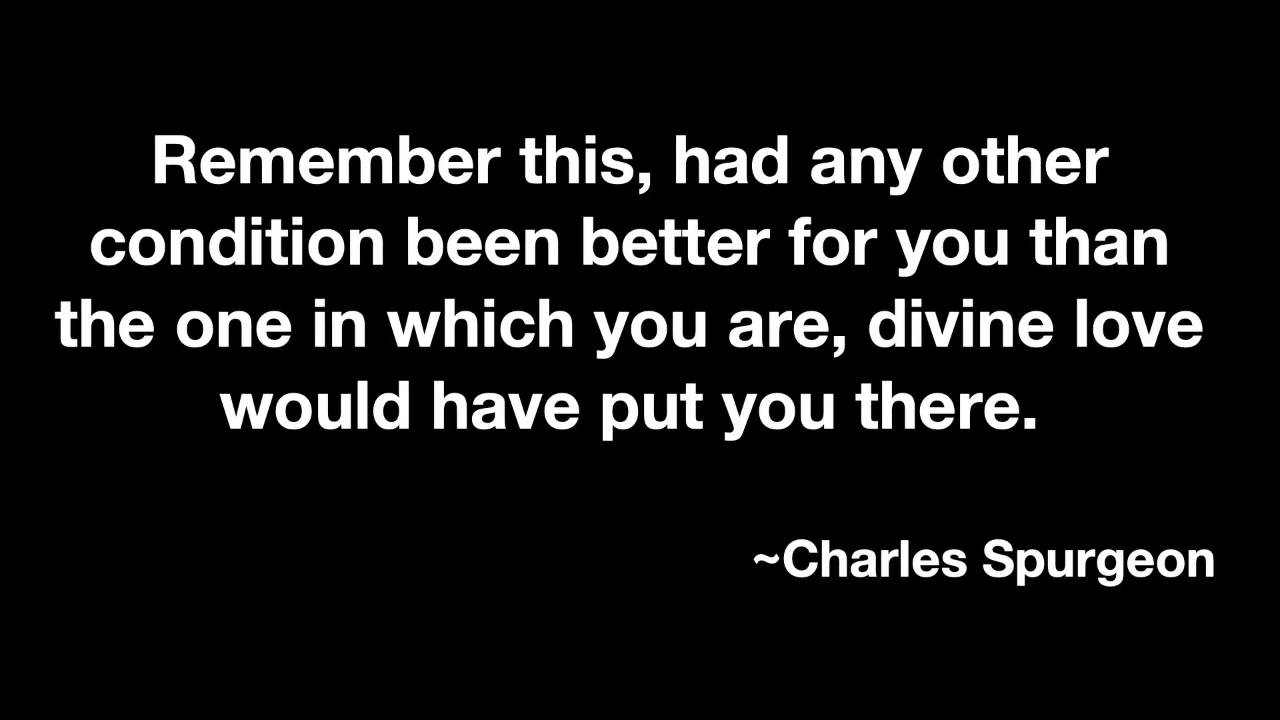 Remember this, had any other
condition been better for you than
the one in which you are, divine love
would have put you there.
~Charles Spurgeon